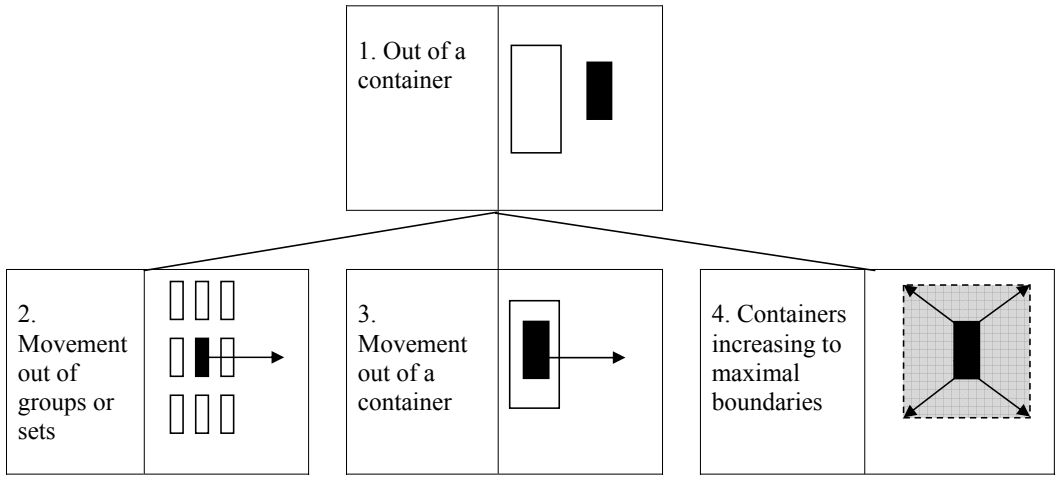 1. Out of a
container
2.
Movement
out of
groups or
sets
3.
Movement
out of a
container
4. Containers
increasing to
maximal
boundaries